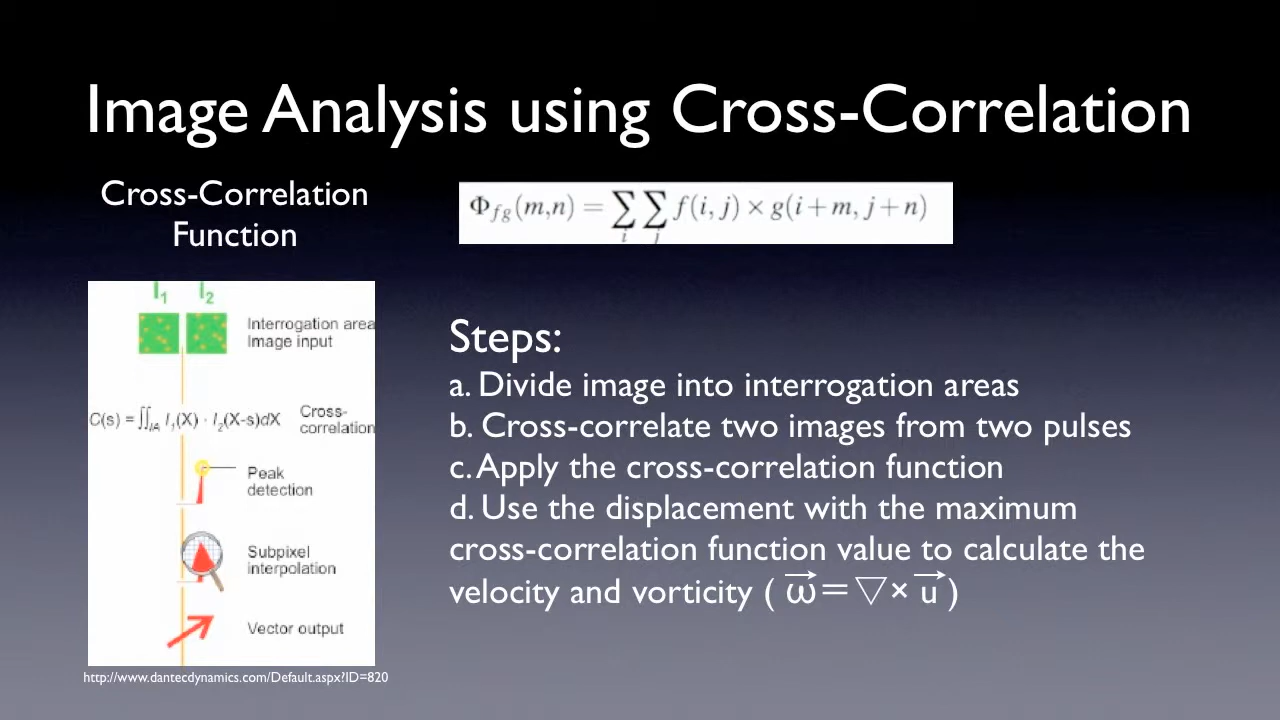 Image Analysis using Cross-Correlation
Cross-Correlation
Function
Φfg(m,n) = ∑i ∑j f(i, j) × g(i+m, j+n)
I1 I2
Interrogation area
Image input
C(s) = ∬IA I1(X) · I2(X-s)dX
Cross-
correlation
Peak
detection
Subpixel
interpolation
Vector output
http://www.dantecdynamics.com/Default.aspx?ID=820
Steps:
a. Divide image into interrogation areas
b. Cross-correlate two images from two pulses
c. Apply the cross-correlation function
d. Use the displacement with the maximum
cross-correlation function value to calculate the
velocity and vorticity ( ω⃗ = ▽× u⃗ )